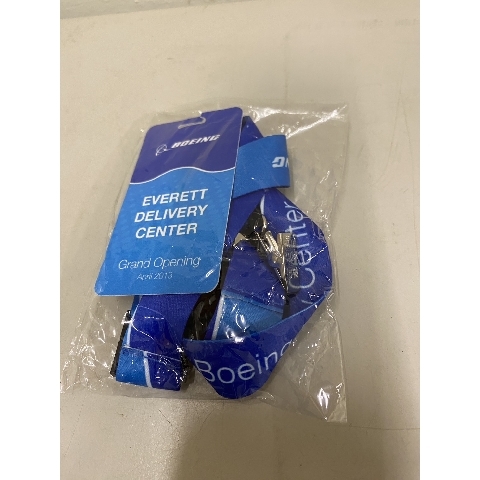 BOEING
EVERETT
DELIVERY
CENTER
Grand Opening
April 2013
Boeing
Center